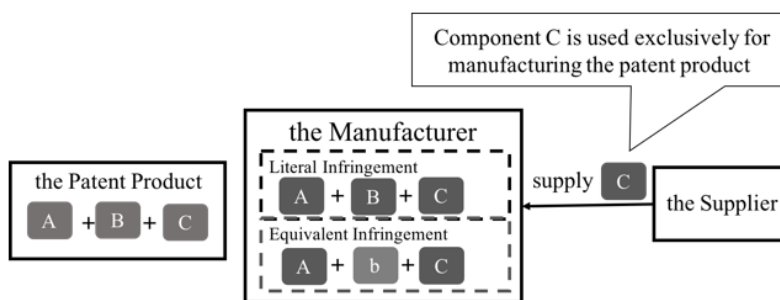 Component C is used exclusively for
manufacturing the patent product
the Manufacturer
Literal Infringement
A + B + C
the Patent Product
A +B + C
supply C
the Supplier
Equivalent Infringement
A + b + C